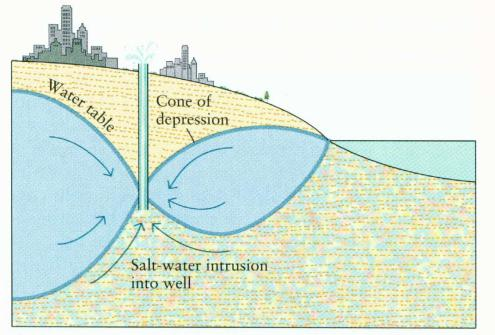 Water table
Cone of
depression
Salt-water intrusion
into well